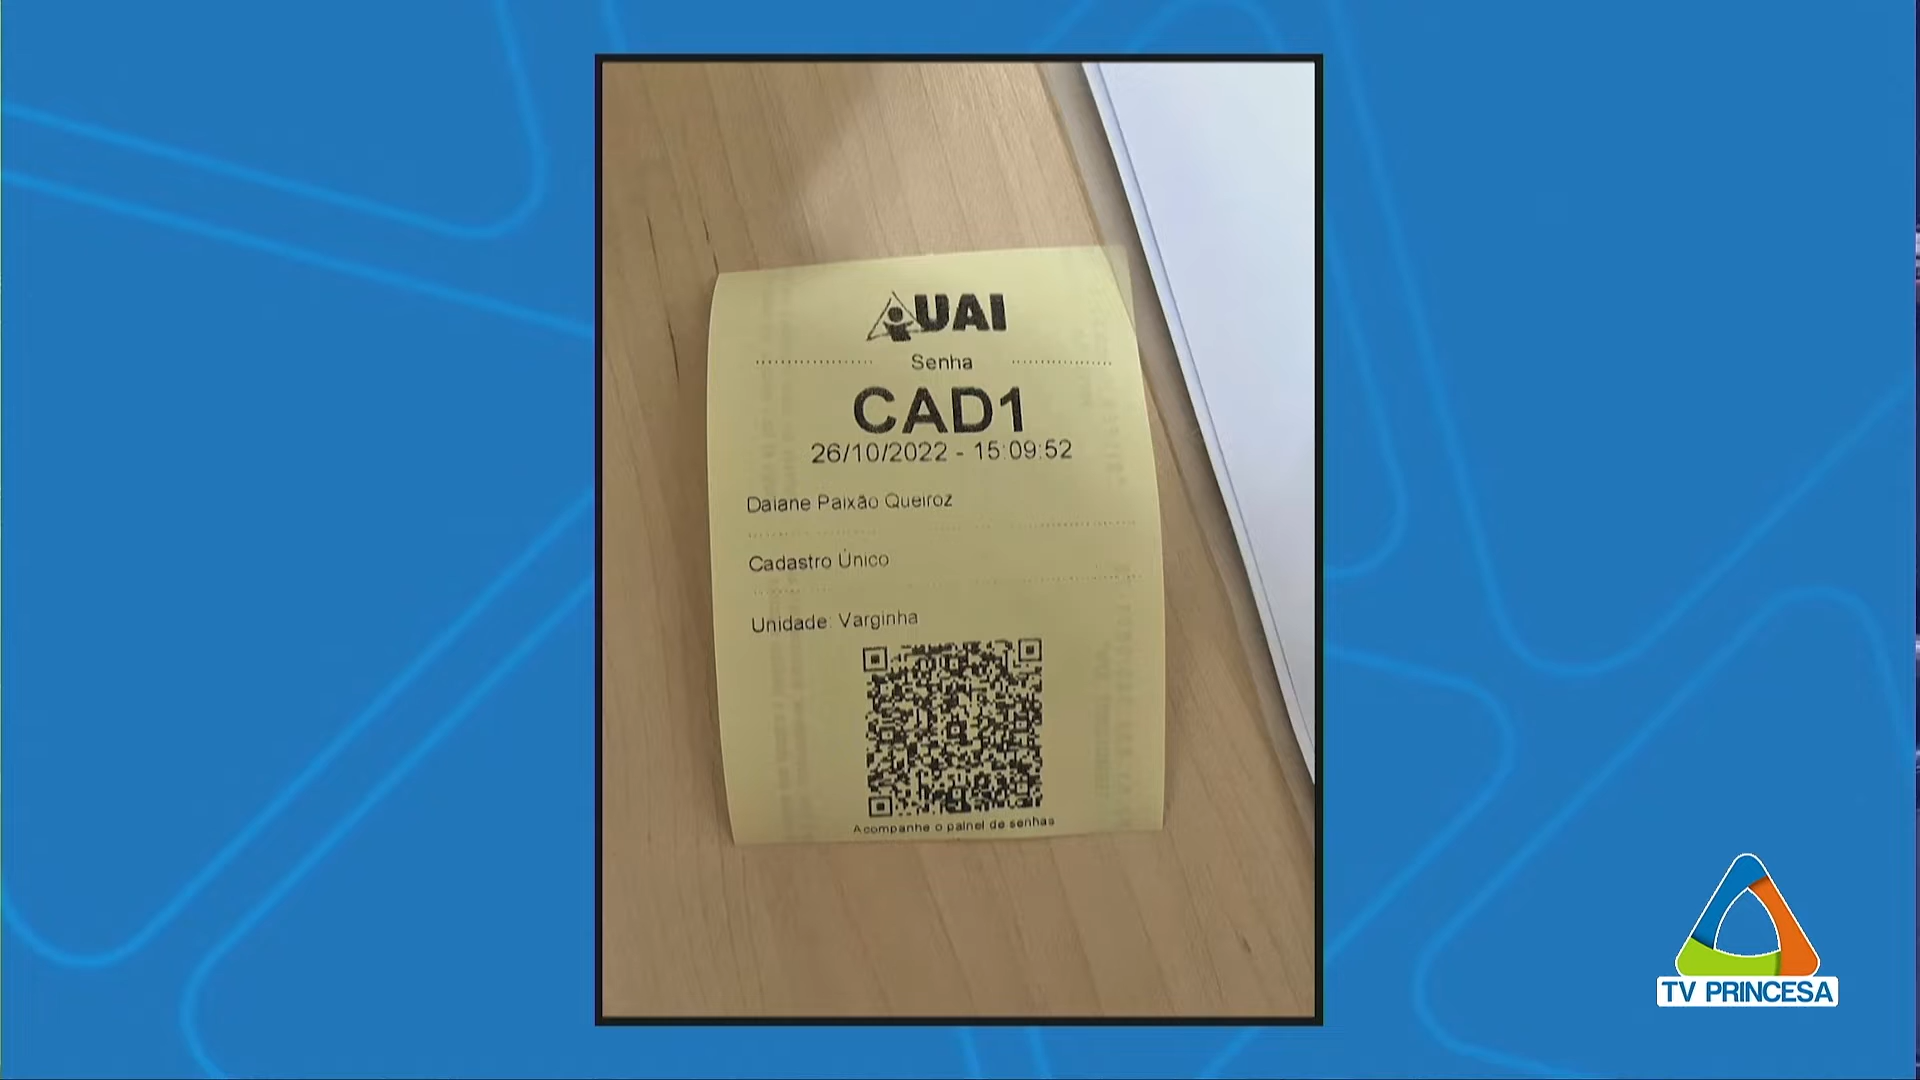 UAI
Senha
CAD1
26/10/2022 - 15:09:52
Daiane Paixão Queiroz
Cadastro Único
Unidade: Varginha
Acompanhe o painel de senhas
TV PRINCESA